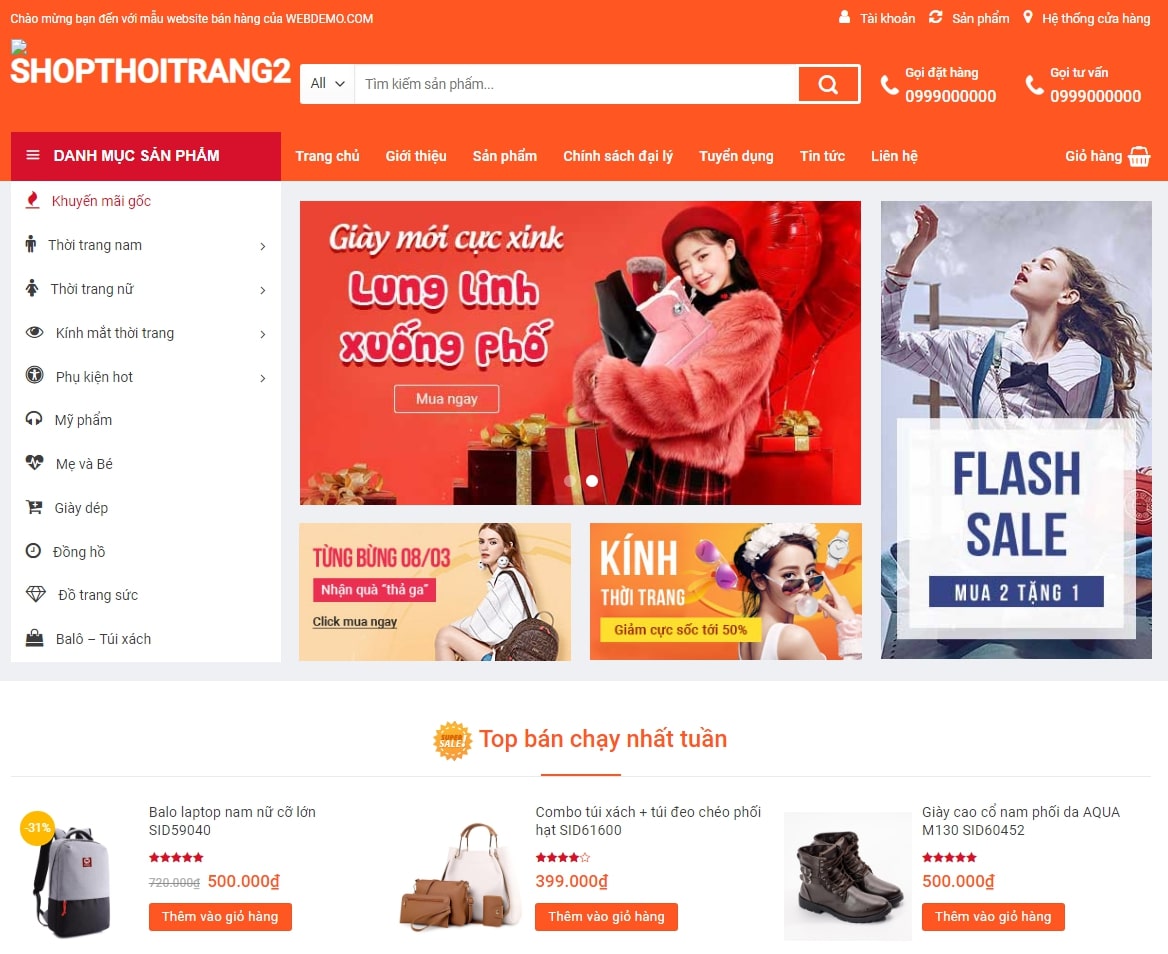 Chào mừng bạn đến với mẫu website bán hàng của WEBDEMO.COM
Tài khoản
Sản phẩm
Hệ thống cửa hàng
SHOPTHOITRANG2
All
Tìm kiếm sản phẩm...
Gọi đặt hàng
0999000000
Gọi tư vấn
0999000000
DANH MỤC SẢN PHẨM
Trang chủ
Giới thiệu
Sản phẩm
Chính sách đại lý
Tuyển dụng
Tin tức
Liên hệ
Giỏ hàng
Khuyến mãi gốc
Thời trang nam
Thời trang nữ
Kính mắt thời trang
Phụ kiện hot
Mỹ phẩm
Mẹ và Bé
Giày dép
Đồng hồ
Đồ trang sức
Balô – Túi xách
Giày mới cực xink
Lung linh
xuống phố
Mua ngay
TỪNG BỪNG 08/03
Nhận quà “thả ga”
Click mua ngay
KÍNH
THỜI TRANG
Giảm cực sốc tới 50%
FLASH
SALE
MUA 2 TẶNG 1
SUPER
SALE!
Top bán chạy nhất tuần
-31%
Balo laptop nam nữ cỡ lớn
SID59040
720.000₫ 500.000₫
Thêm vào giỏ hàng
Combo túi xách + túi đeo chéo phối
hạt SID61600
399.000₫
Thêm vào giỏ hàng
Giày cao cổ nam phối da AQUA
M130 SID60452
500.000₫
Thêm vào giỏ hàng